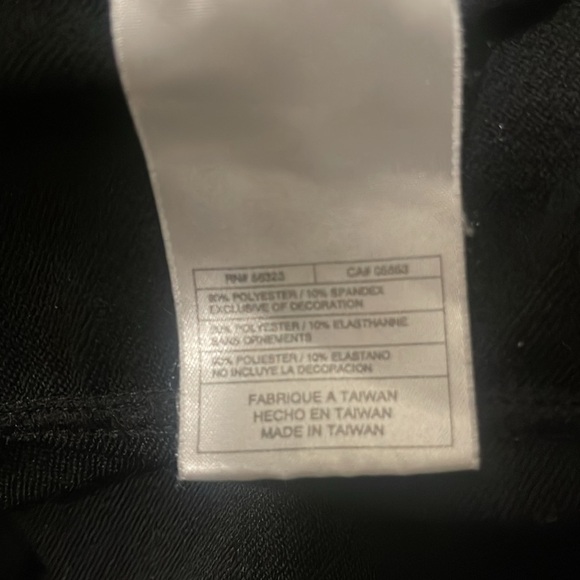 RN# 56323 CA# 05553
90% POLYESTER / 10% SPANDEX
EXCLUSIVE OF DECORATION
90% POLYESTER / 10% ELASTHANNE
SANS ORNEMENTS
90% POLIESTER / 10% ELASTANO
NO INCLUYE LA DECORACIÓN
FABRIQUE A TAIWAN
HECHO EN TAIWAN
MADE IN TAIWAN